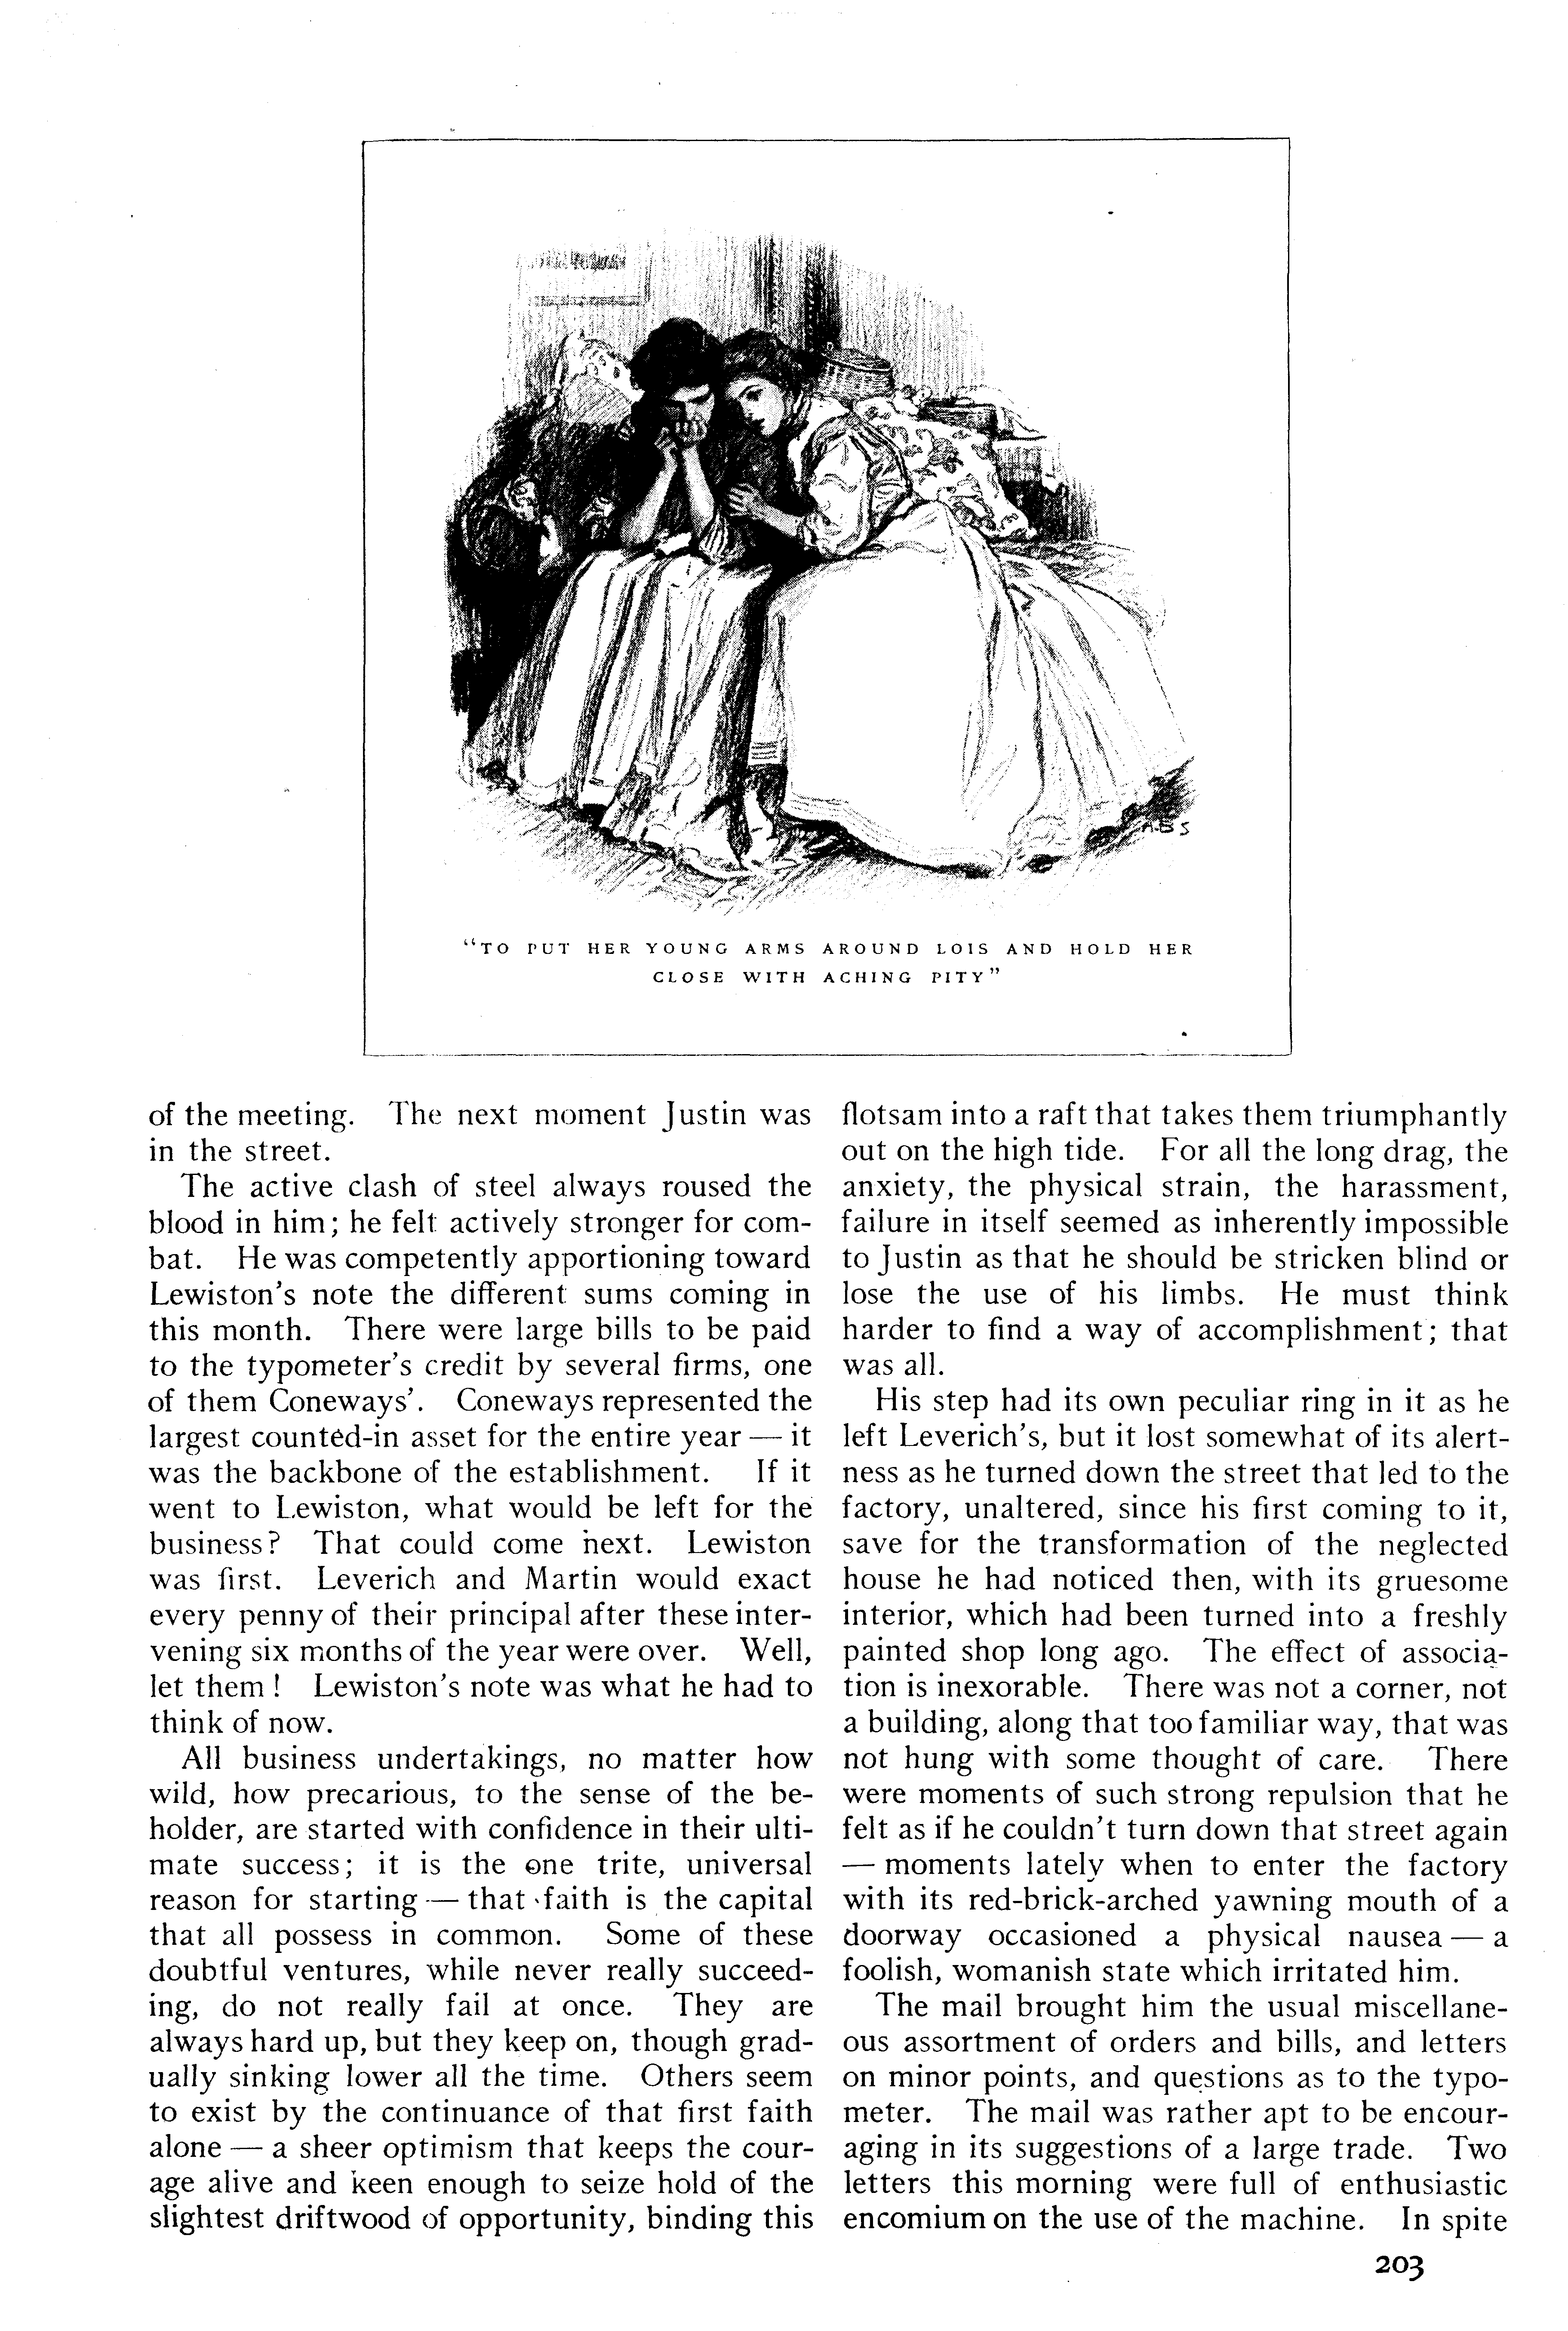 A.B S
“TO PUT HER YOUNG ARMS AROUND LOIS AND HOLD HER
CLOSE WITH ACHING PITY”
of the meeting. The next moment Justin was
in the street.
The active clash of steel always roused the
blood in him; he felt actively stronger for com-
bat. He was competently apportioning toward
Lewiston's note the different sums coming in
this month. There were large bills to be paid
to the typometer's credit by several firms, one
of them Coneways'. Coneways represented the
largest counted-in asset for the entire year — it
was the backbone of the establishment. If it
went to Lewiston, what would be left for the
business? That could come next. Lewiston
was first. Leverich and Martin would exact
every penny of their principal after these inter-
vening six months of the year were over. Well,
let them! Lewiston's note was what he had to
think of now.
All business undertakings, no matter how
wild, how precarious, to the sense of the be-
holder, are started with confidence in their ulti-
mate success; it is the one trite, universal
reason for starting — that faith is the capital
that all possess in common. Some of these
doubtful ventures, while never really succeed-
ing, do not really fail at once. They are
always hard up, but they keep on, though grad-
ually sinking lower all the time. Others seem
to exist by the continuance of that first faith
alone — a sheer optimism that keeps the cour-
age alive and keen enough to seize hold of the
slightest driftwood of opportunity, binding this
flotsam into a raft that takes them triumphantly
out on the high tide. For all the long drag, the
anxiety, the physical strain, the harassment,
failure in itself seemed as inherently impossible
to Justin as that he should be stricken blind or
lose the use of his limbs. He must think
harder to find a way of accomplishment; that
was all.
His step had its own peculiar ring in it as he
left Leverich's, but it lost somewhat of its alert-
ness as he turned down the street that led to the
factory, unaltered, since his first coming to it,
save for the transformation of the neglected
house he had noticed then, with its gruesome
interior, which had been turned into a freshly
painted shop long ago. The effect of associa-
tion is inexorable. There was not a corner, not
a building, along that too familiar way, that was
not hung with some thought of care. There
were moments of such strong repulsion that he
felt as if he couldn't turn down that street again
— moments lately when to enter the factory
with its red-brick-arched yawning mouth of a
doorway occasioned a physical nausea — a
foolish, womanish state which irritated him.
The mail brought him the usual miscellane-
ous assortment of orders and bills, and letters
on minor points, and questions as to the typo-
meter. The mail was rather apt to be encour-
aging in its suggestions of a large trade. Two
letters this morning were full of enthusiastic
encomium on the use of the machine. In spite
203